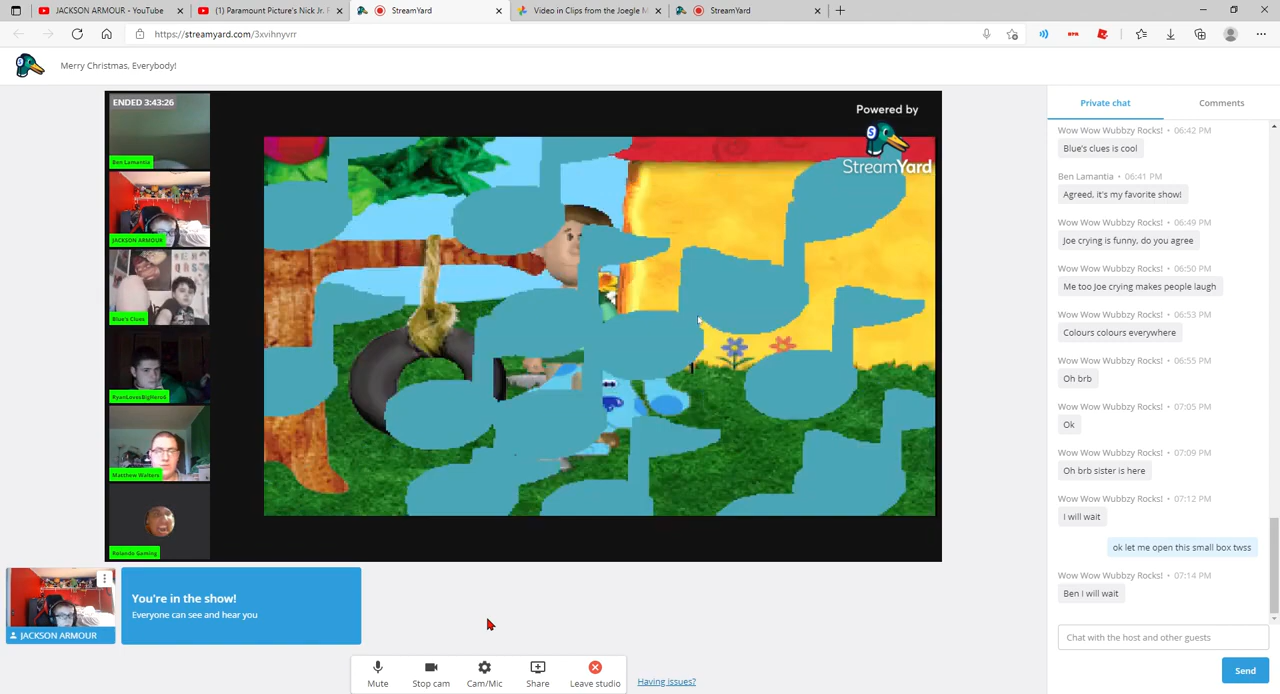 JACKSON ARMOUR - YouTube
(1) Paramount Picture's Nick Jr. F
StreamYard
Video in Clips from the Joegle M
StreamYard
https://streamyard.com/3xvihnyvrr
Merry Christmas, Everybody!
ENDED 3:43:26
Ben Lamantia
JACKSON ARMOUR
Blue's Clues
RyanLovesBigHero6
Matthew Walters
Rolando Gaming
Powered by
StreamYard
JACKSON ARMOUR
You're in the show!
Everyone can see and hear you
Mute
Stop cam
Cam/Mic
Share
Leave studio
Having issues?
Private chat
Comments
Wow Wow Wubbzy Rocks! • 06:42 PM
Blue's clues is cool
Ben Lamantia • 06:41 PM
Agreed, it's my favorite show!
Wow Wow Wubbzy Rocks! • 06:49 PM
Joe crying is funny, do you agree
Wow Wow Wubbzy Rocks! • 06:50 PM
Me too Joe crying makes people laugh
Wow Wow Wubbzy Rocks! • 06:53 PM
Colours colours everywhere
Wow Wow Wubbzy Rocks! • 06:55 PM
Oh brb
Wow Wow Wubbzy Rocks! • 07:05 PM
Ok
Wow Wow Wubbzy Rocks! • 07:09 PM
Oh brb sister is here
Wow Wow Wubbzy Rocks! • 07:12 PM
I will wait
ok let me open this small box twss
Wow Wow Wubbzy Rocks! • 07:14 PM
Ben I will wait
Chat with the host and other guests
Send